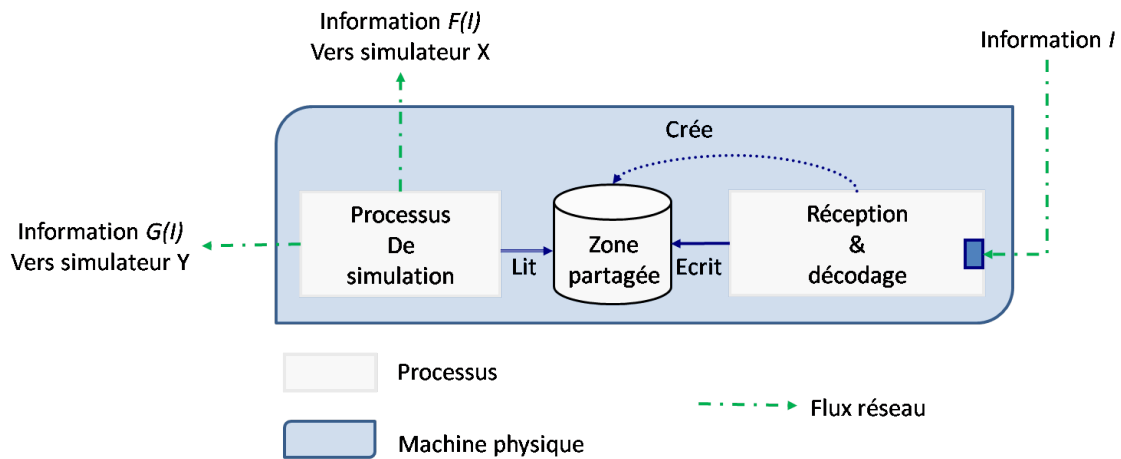 Information F(I)
Vers simulateur X
Information I
Crée
Processus
De
simulation
Réception
&
décodage
Zone
partagée
Information G(I)
Vers simulateur Y
Lit
Ecrit
Processus
Flux réseau
Machine physique